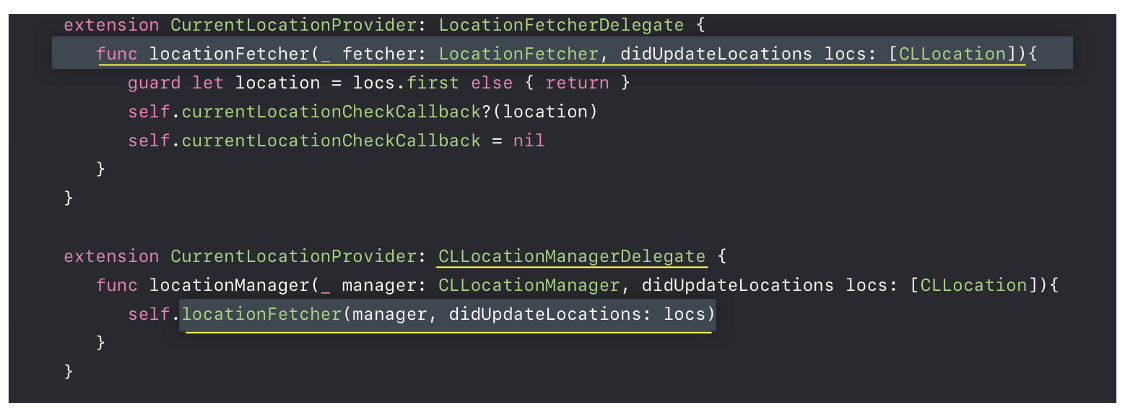 extension CurrentLocationProvider: LocationFetcherDelegate {
func locationFetcher(_ fetcher: LocationFetcher, didUpdateLocations locs: [CLLocation]){
guard let location = locs.first else { return }
self.currentLocationCheckCallback?(location)
self.currentLocationCheckCallback = nil
}
}
extension CurrentLocationProvider: CLLocationManagerDelegate {
func locationManager(_ manager: CLLocationManager, didUpdateLocations locs: [CLLocation]){
self.locationFetcher(manager, didUpdateLocations: locs)
}
}